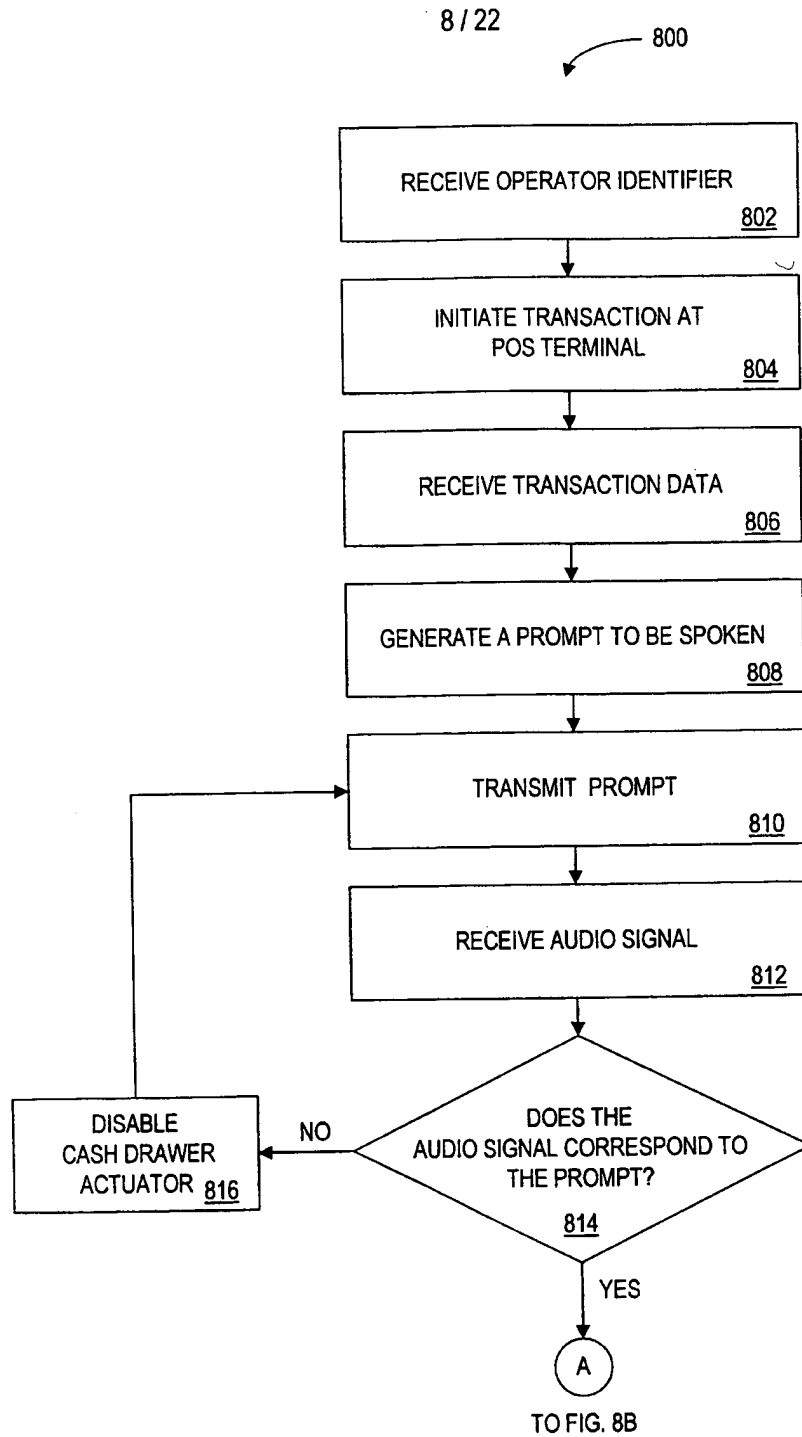 8 / 22
800
RECEIVE OPERATOR IDENTIFIER
802
INITIATE TRANSACTION AT
POS TERMINAL
804
RECEIVE TRANSACTION DATA
806
GENERATE A PROMPT TO BE SPOKEN
808
TRANSMIT PROMPT
810
RECEIVE AUDIO SIGNAL
812
DOES THE
AUDIO SIGNAL CORRESPOND TO
THE PROMPT?
814
NO
DISABLE
CASH DRAWER
ACTUATOR 816
YES
A
TO FIG. 8B